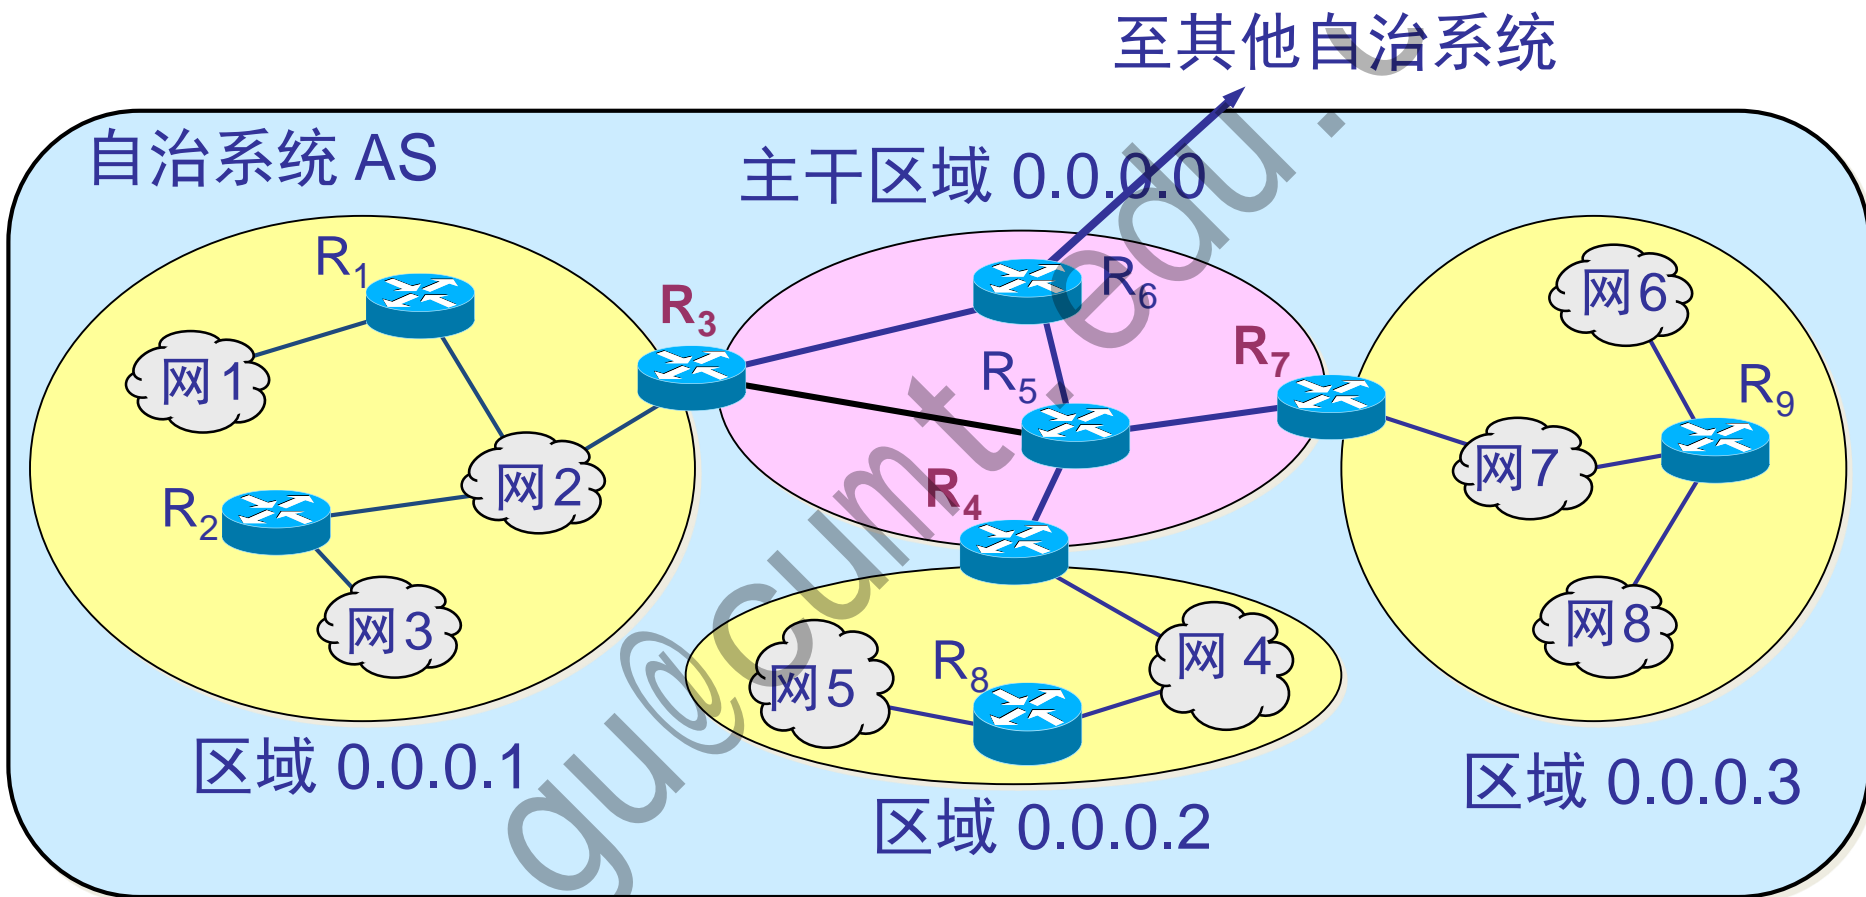 至其他自治系统
自治系统 AS
主干区域 0.0.0.0
R1
R3
R6
网6
网1
R5
R7
R9
网2
R4
网7
R2
网3
网5
R8
网 4
网8
区域 0.0.0.1
区域 0.0.0.2
区域 0.0.0.3
gu@cumt.edu.c